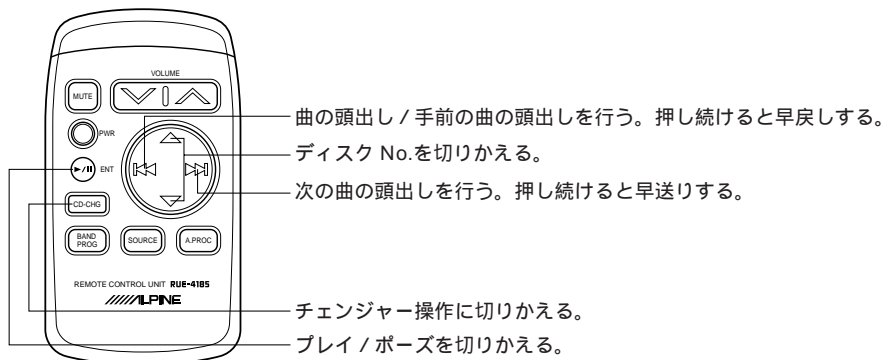 VOLUME
MUTE
PWR
ENT
CD-CHG
BAND
PROG
SOURCE
A.PROC
REMOTE CONTROL UNIT RUE-4185
ALPINE
曲の頭出し / 手前の曲の頭出しを行う。押し続けると早戻しする。
ディスク No.を切りかえる。
次の曲の頭出しを行う。押し続けると早送りする。
チェンジャー操作に切りかえる。
プレイ / ポーズを切りかえる。